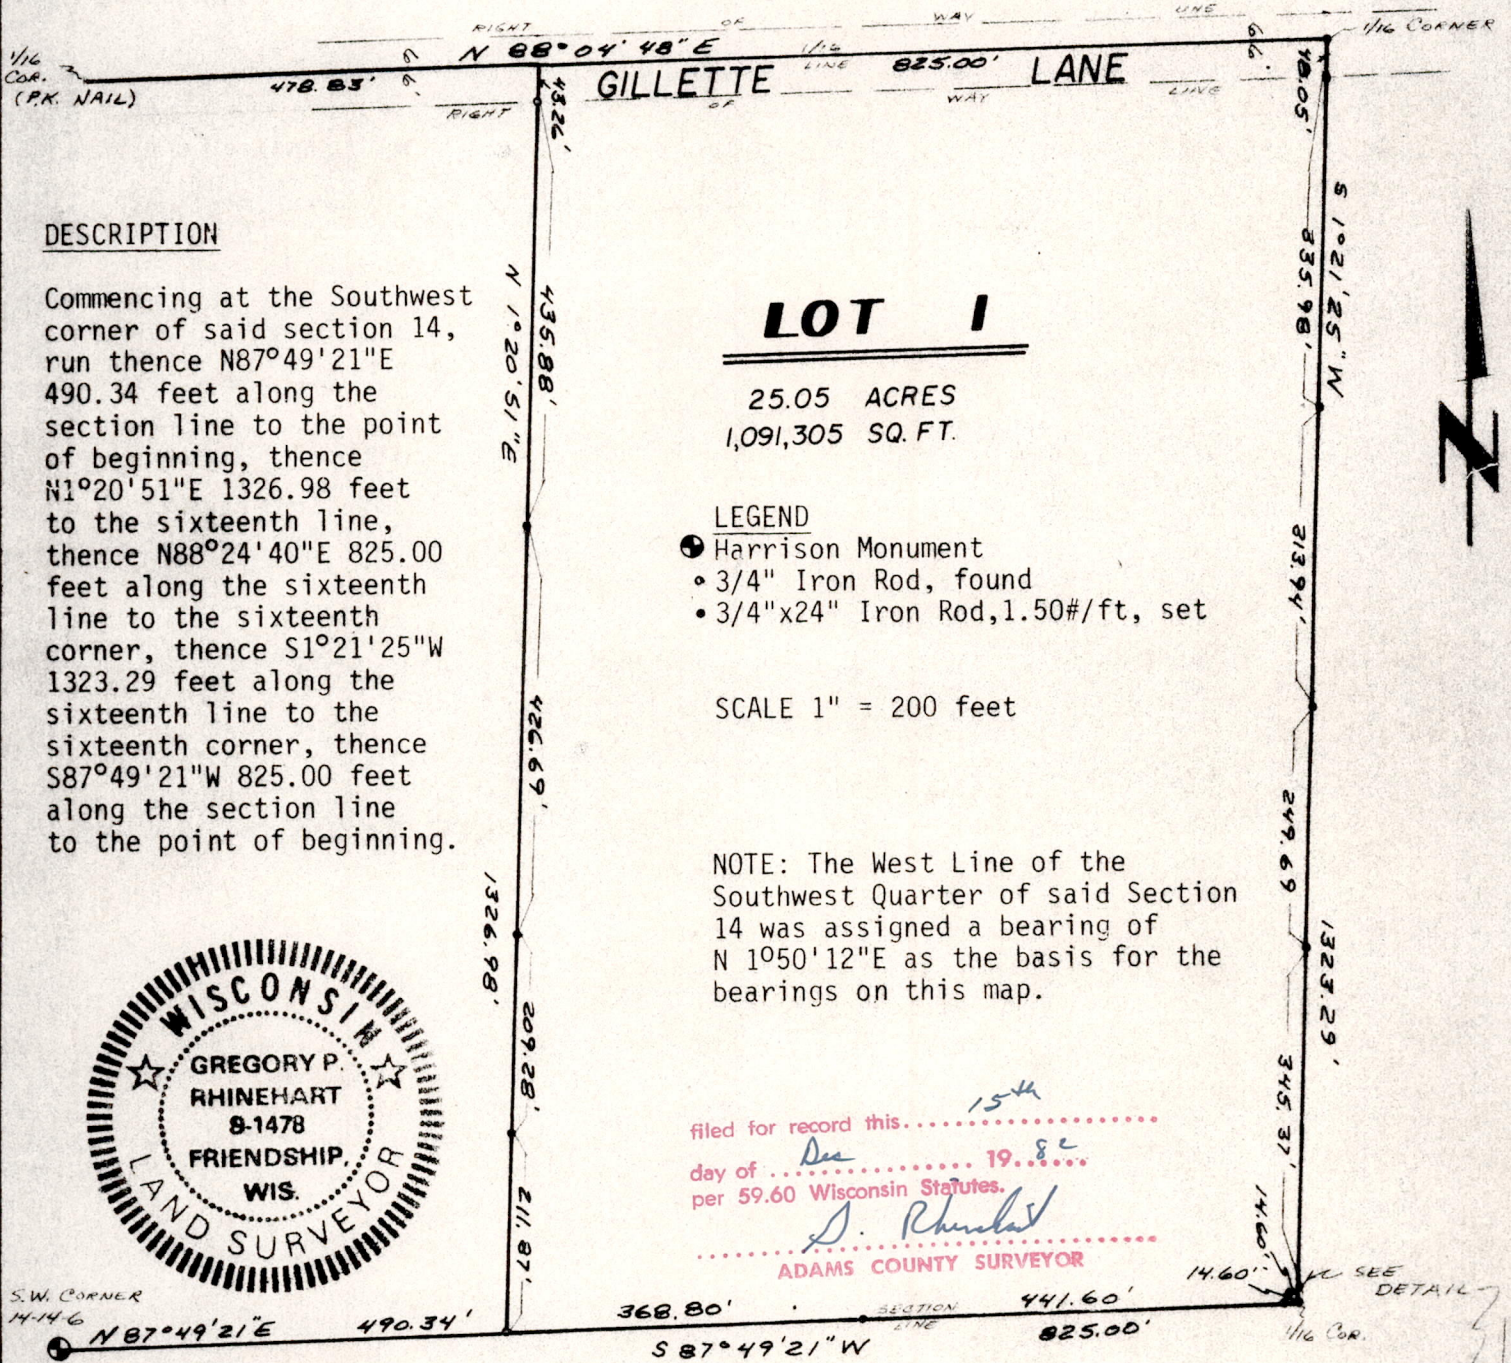 RIGHT OF WAY LINE
1/16 COR. (P.K. NAIL)
N 88°04'48"E
1/16 LINE
1/16 CORNER
478.83'
66'
825.00'
66'
GILLETTE LANE
RIGHT OF WAY LINE
43.26'
48.05'
DESCRIPTION
Commencing at the Southwest
corner of said section 14,
run thence N87°49'21"E
490.34 feet along the
section line to the point
of beginning, thence
N1°20'51"E 1326.98 feet
to the sixteenth line,
thence N88°24'40"E 825.00
feet along the sixteenth
line to the sixteenth
corner, thence S1°21'25"W
1323.29 feet along the
sixteenth line to the
sixteenth corner, thence
S87°49'21"W 825.00 feet
along the section line
to the point of beginning.
N 1°20'51"E
435.88'
426.69'
1326.98'
209.28'
211.87'
LOT 1
25.05 ACRES
1,091,305 SQ. FT.
LEGEND
Harrison Monument
3/4" Iron Rod, found
3/4"x24" Iron Rod,1.50#/ft, set
SCALE 1" = 200 feet
NOTE: The West Line of the
Southwest Quarter of said Section
14 was assigned a bearing of
N 1°50'12"E as the basis for the
bearings on this map.
S 1°21'25"W
335.98'
313.94'
249.69
1323.29'
345.37'
14.60'
WISCONSIN
GREGORY P.
RHINEHART
S-1478
FRIENDSHIP,
WIS.
LAND SURVEYOR
filed for record this 15th
day of Dec 1982
per 59.60 Wisconsin Statutes.
ADAMS COUNTY SURVEYOR
S.W. CORNER
14-14-6
N 87°49'21"E
490.34'
368.80'
SECTION LINE
441.60'
14.60'
SEE DETAIL
S 87°49'21"W
825.00'
1/16 COR.